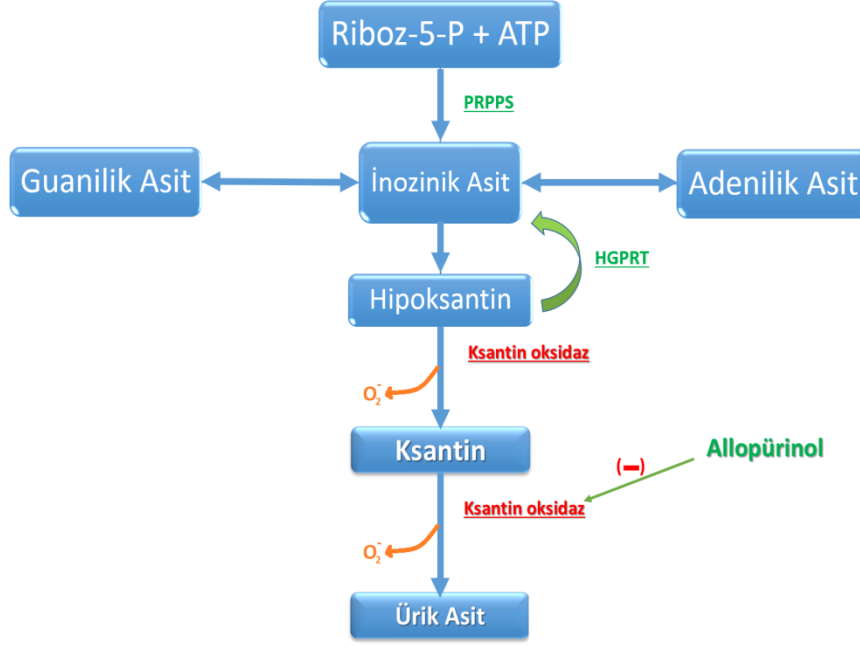 Riboz-5-P + ATP
PRPPS
Guanilik Asit
İnozinik Asit
Adenilik Asit
HGPRT
Hipoksantin
Ksantin oksidaz
O₂⁻
Ksantin
Allopürinol
(–)
Ksantin oksidaz
O₂⁻
Ürik Asit